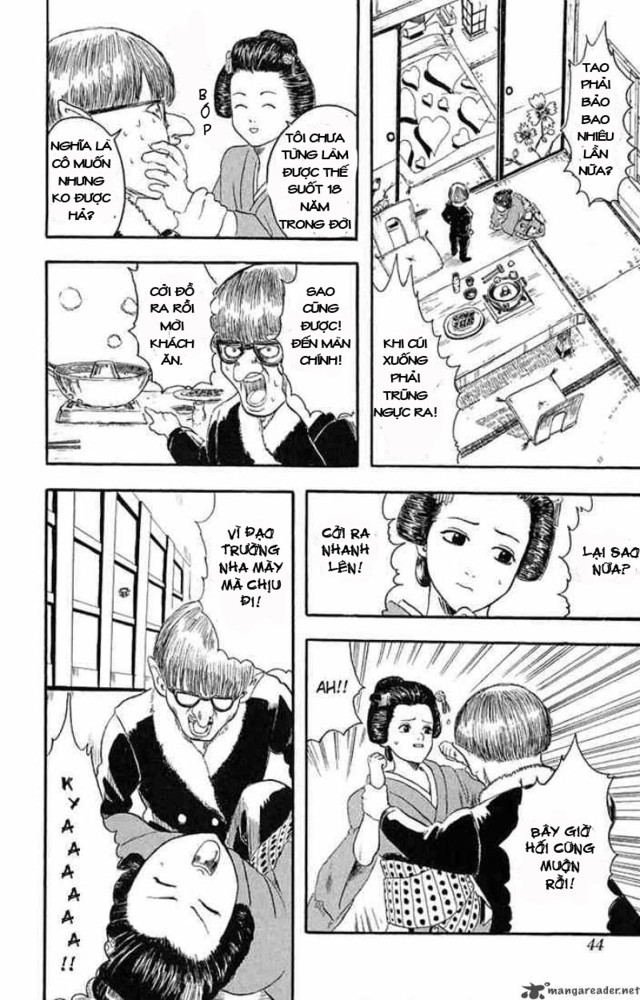 TAO
PHẢI
BẢO
BAO
NHIÊU
LẦN
NỮA?
KHI CÚI
XUỐNG PHẢI
TRŨNG
NGỰC RA!
BÓP
TÔI CHƯA
TỪNG LÀM
ĐƯỢC THẾ
SUỐT 18
NĂM
TRONG ĐỜI
NGHĨA LÀ
CÔ MUỐN
NHƯNG
KO ĐƯỢC
HẢ?
SAO
CŨNG
ĐƯỢC!
ĐẾN MÀN
CHÍNH!
CỞI ĐỒ
RA RỒI
MỜI
KHÁCH
ĂN.
LẠI SAO
NỮA?
CỞI RA
NHANH
LÊN!
VÌ ĐẠO
TRƯỜNG
NHA MÀY
MÀ CHỊU
ĐI!
AH!!
BÂY GIỜ
HỐI CŨNG
MUỘN
RỒI!
KYAAAAAAA!!
44
mangareader.net